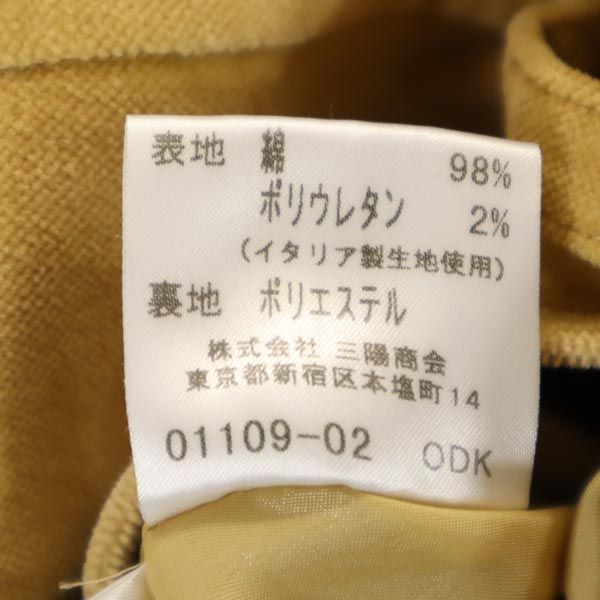 表地 綿 98%
ポリウレタン 2%
(イタリア製生地使用)
裏地 ポリエステル
株式会社 三陽商会
東京都新宿区本塩町14
01109-02 ODK